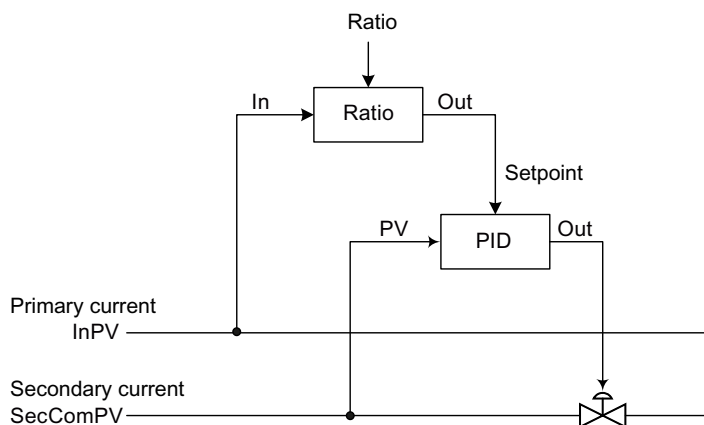 Ratio
In
Ratio
Out
Setpoint
PV
PID
Out
Primary current
InPV
Secondary current
SecComPV